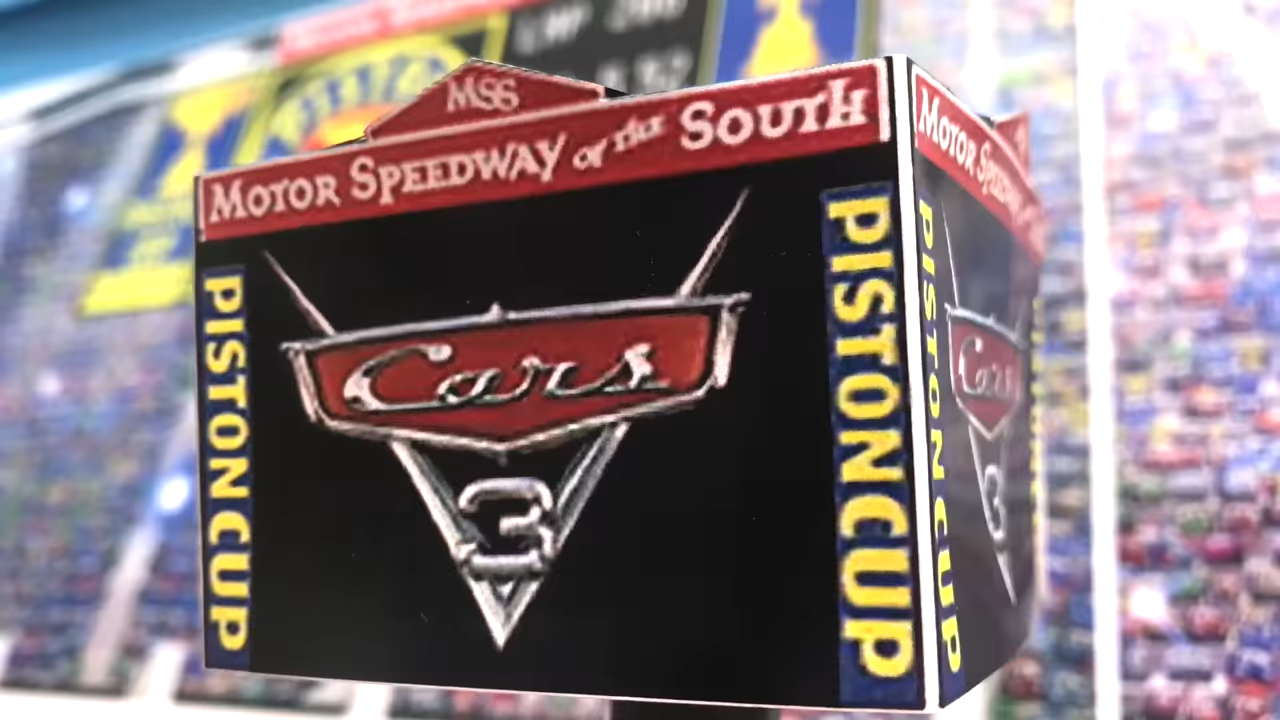 MSS
MOTOR SPEEDWAY OF THE SOUTH
PISTON CUP
Cars
3
PISTON CUP
MOTOR SPEEDWAY
PISTON CUP
Cars
3